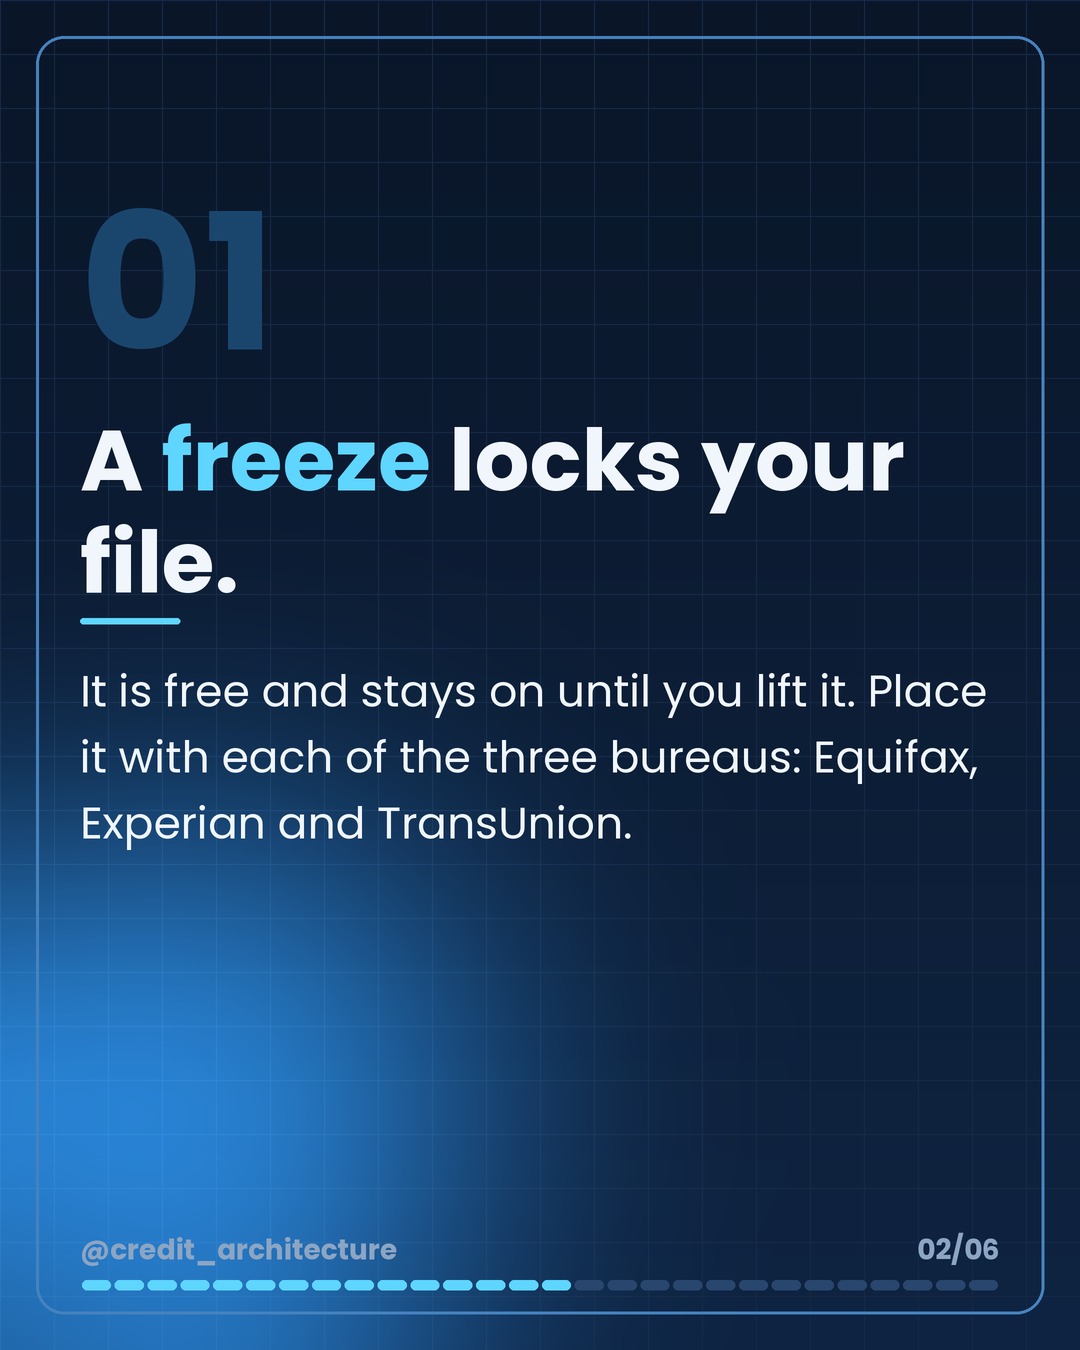 01
A freeze locks your
file.
It is free and stays on until you lift it. Place
it with each of the three bureaus: Equifax,
Experian and TransUnion.
@credit_architecture
02/06